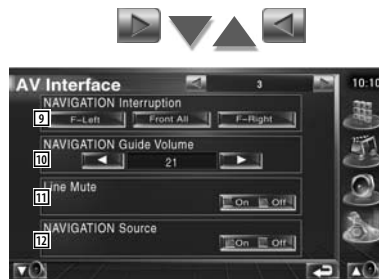 AV Interface 3 10:10
NAVIGATION Interruption
9 F-Left Front All F-Right
NAVIGATION Guide Volume
10 21
Line Mute
11 On Off
NAVIGATION Source
12 On Off